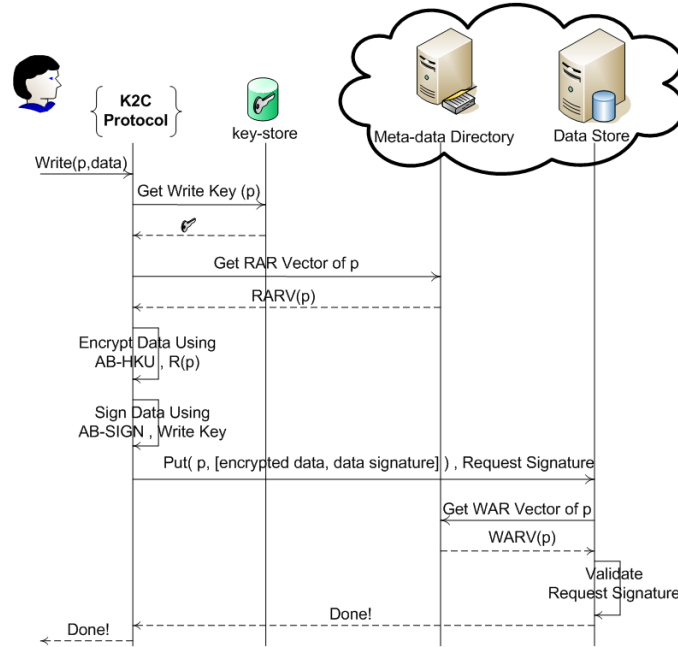 K2C
Protocol
key-store
Meta-data Directory
Data Store
Write(p,data)
Get Write Key (p)
Get RAR Vector of p
RARV(p)
Encrypt Data Using
AB-HKU , R(p)
Sign Data Using
AB-SIGN , Write Key
Put( p, [encrypted data, data signature] ) , Request Signature
Get WAR Vector of p
WARV(p)
Validate
Request Signature
Done!
Done!